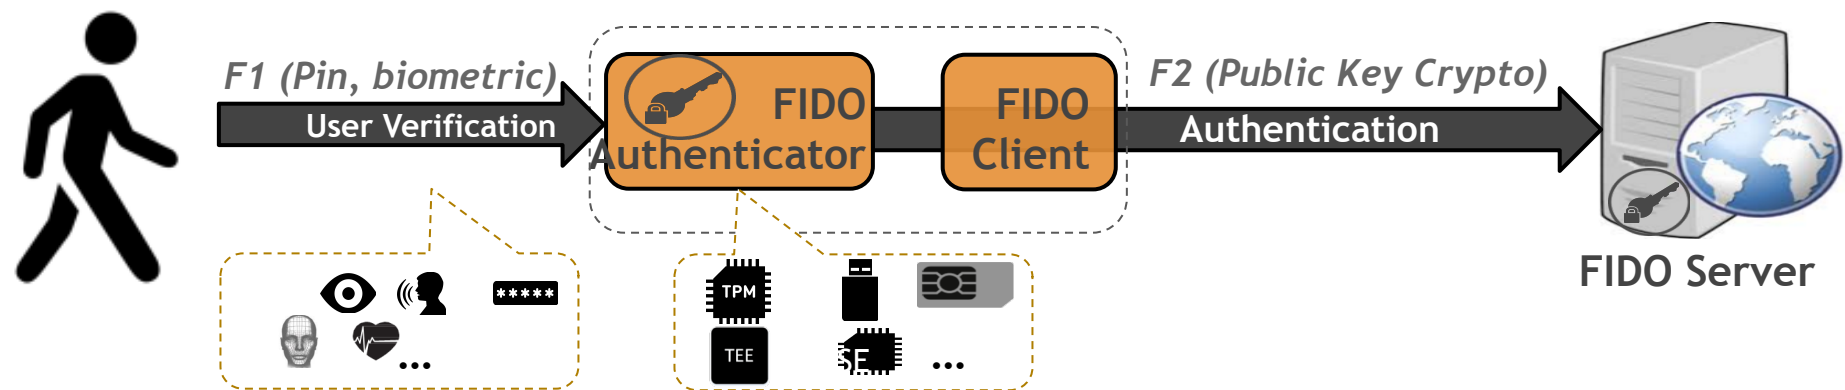 F1 (Pin, biometric)
User Verification
FIDO
Authenticator
FIDO
Client
F2 (Public Key Crypto)
Authentication
FIDO Server
*****
...
TPM
TEE
SE
...